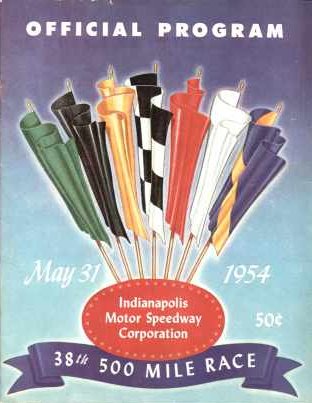 OFFICIAL PROGRAM
May 31 1954
Indianapolis
Motor Speedway
Corporation
50¢
38th 500 MILE RACE